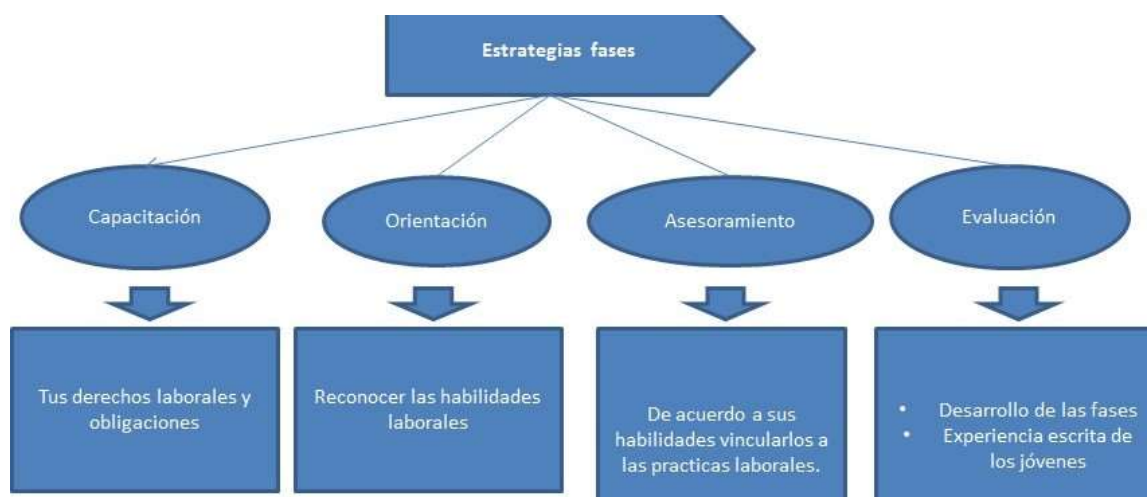 Estrategias fases
Capacitación
Orientación
Asesoramiento
Evaluación
Tus derechos laborales y
obligaciones
Reconocer las habilidades
laborales
De acuerdo a sus
habilidades vincularlos a
las practicas laborales.
• Desarrollo de las fases
• Experiencia escrita de
los jóvenes